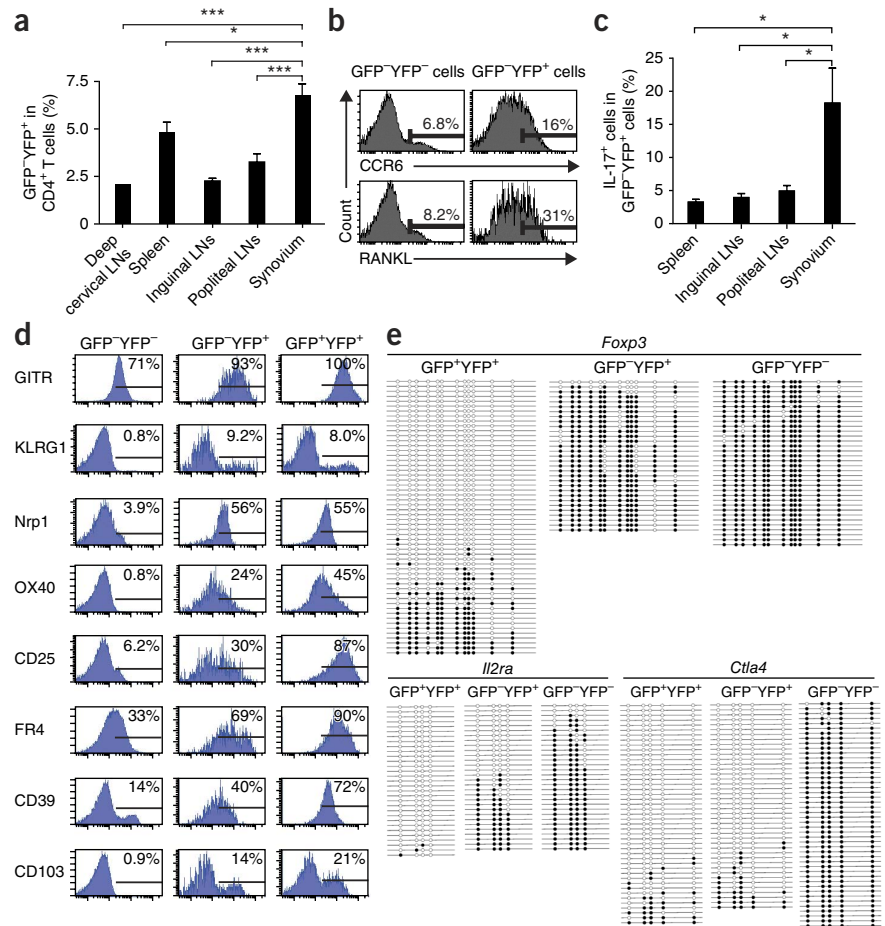 a
***
*
***
***
GFP⁻YFP⁺ in
CD4⁺ T cells (%)
7.5
5.0
2.5
0
Deep
cervical LNs
Spleen
Inguinal LNs
Popliteal LNs
Synovium
b
GFP⁻YFP⁻ cells
GFP⁻YFP⁺ cells
6.8%
16%
CCR6
8.2%
31%
RANKL
Count
c
*
*
*
IL-17⁺ cells in
GFP⁻YFP⁺ cells (%)
25
20
15
10
5
0
Spleen
Inguinal LNs
Popliteal LNs
Synovium
d
GFP⁻YFP⁻ GFP⁻YFP⁺ GFP⁺YFP⁺
GITR 71% 93% 100%
KLRG1 0.8% 9.2% 8.0%
Nrp1 3.9% 56% 55%
OX40 0.8% 24% 45%
CD25 6.2% 30% 87%
FR4 33% 69% 90%
CD39 14% 40% 72%
CD103 0.9% 14% 21%
e
Foxp3
GFP⁺YFP⁺ GFP⁻YFP⁺ GFP⁻YFP⁻
Il2ra
GFP⁺YFP⁺ GFP⁻YFP⁺ GFP⁻YFP⁻
Ctla4
GFP⁺YFP⁺ GFP⁻YFP⁺ GFP⁻YFP⁻